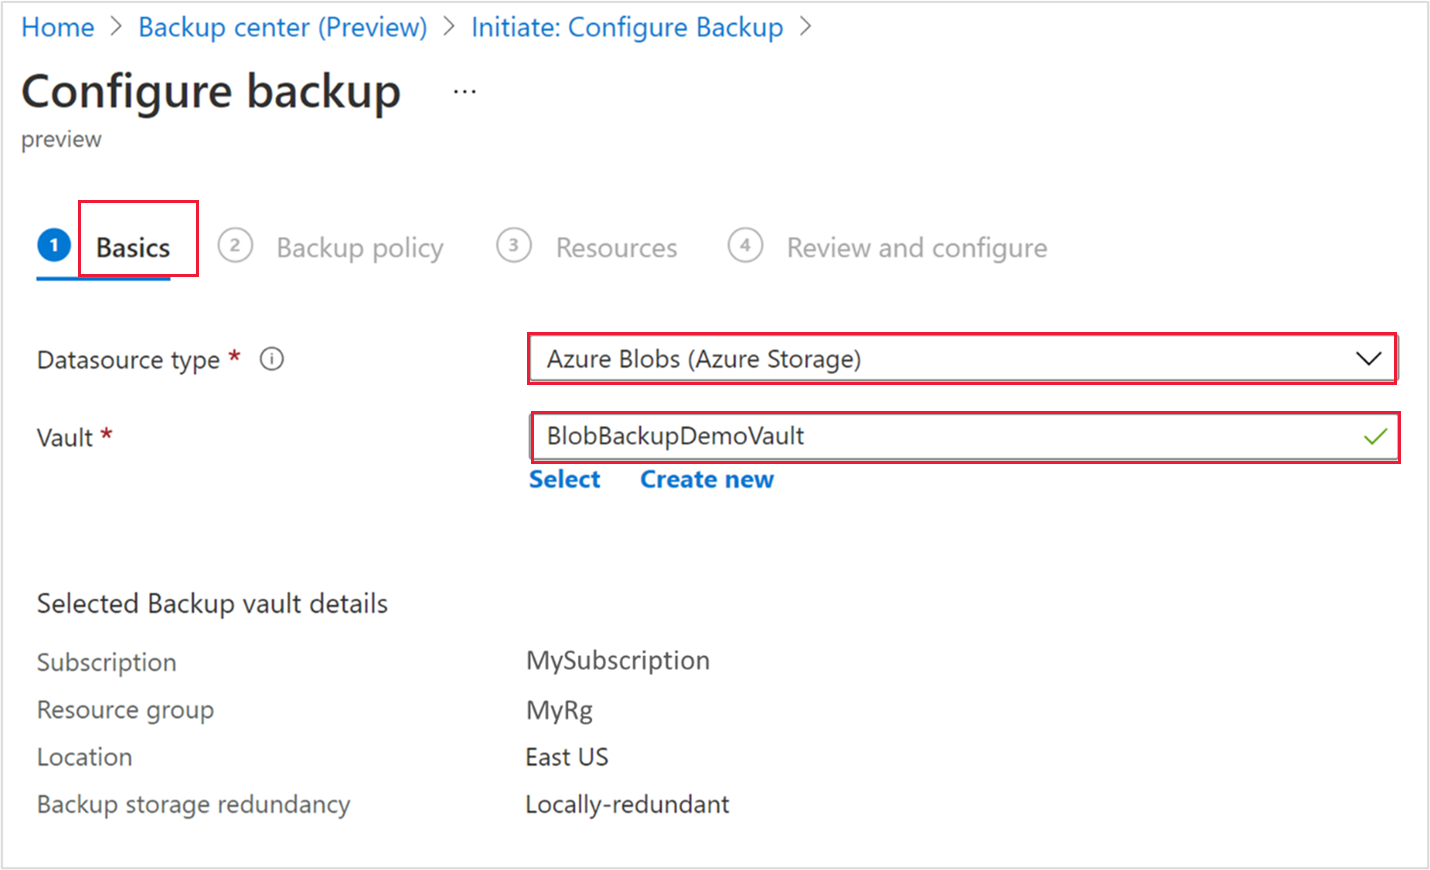 Home > Backup center (Preview) > Initiate: Configure Backup >
Configure backup ...
preview
1 Basics 2 Backup policy 3 Resources 4 Review and configure
Datasource type * Azure Blobs (Azure Storage)
Vault * BlobBackupDemoVault
Select Create new
Selected Backup vault details
Subscription MySubscription
Resource group MyRg
Location East US
Backup storage redundancy Locally-redundant